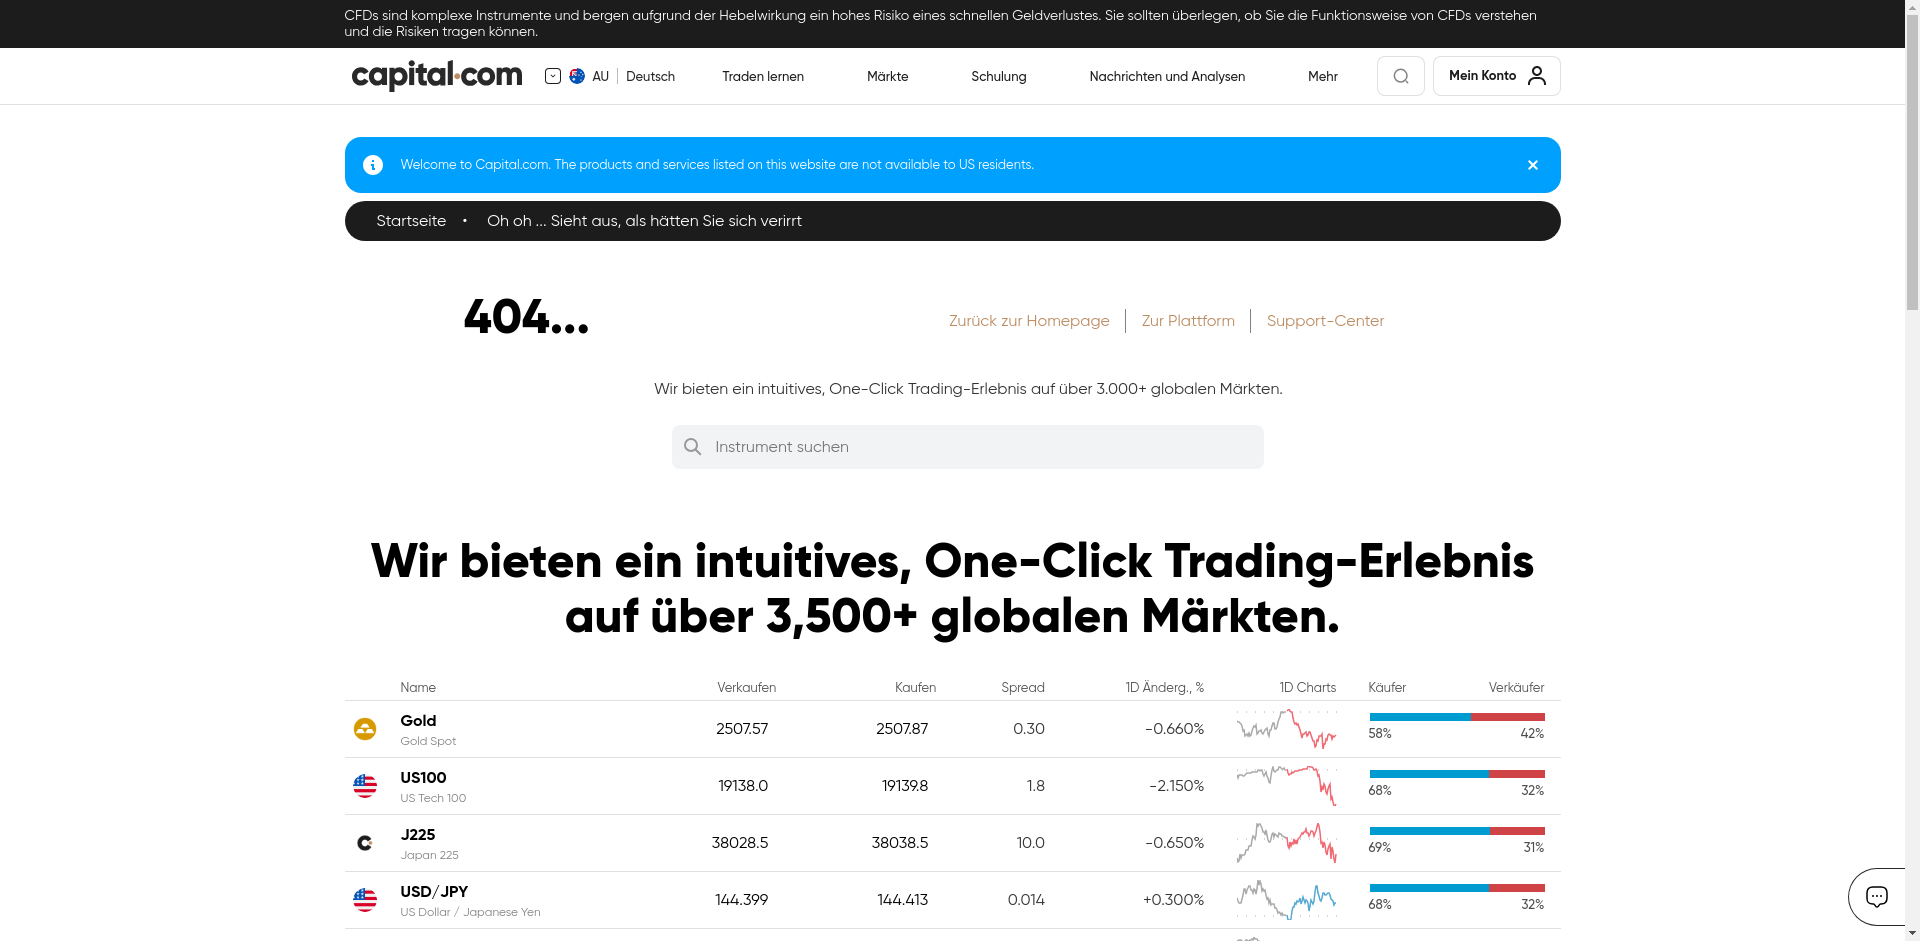 CFDs sind komplexe Instrumente und bergen aufgrund der Hebelwirkung ein hohes Risiko eines schnellen Geldverlustes. Sie sollten überlegen, ob Sie die Funktionsweise von CFDs verstehen
und die Risiken tragen können.
capital.com AU Deutsch Traden lernen Märkte Schulung Nachrichten und Analysen Mehr Mein Konto
Welcome to Capital.com. The products and services listed on this website are not available to US residents.
Startseite • Oh oh ... Sieht aus, als hätten Sie sich verirrt
404... Zurück zur Homepage Zur Plattform Support-Center
Wir bieten ein intuitives, One-Click Trading-Erlebnis auf über 3.000+ globalen Märkten.
Instrument suchen
Wir bieten ein intuitives, One-Click Trading-Erlebnis
auf über 3,500+ globalen Märkten.
Name Verkaufen Kaufen Spread 1D Änderg., % 1D Charts Käufer Verkäufer
Gold 2507.57 2507.87 0.30 -0.660% 58% 42%
Gold Spot
US100 19138.0 19139.8 1.8 -2.150% 68% 32%
US Tech 100
J225 38028.5 38038.5 10.0 -0.650% 69% 31%
Japan 225
USD/JPY 144.399 144.413 0.014 +0.300% 68% 32%
US Dollar / Japanese Yen